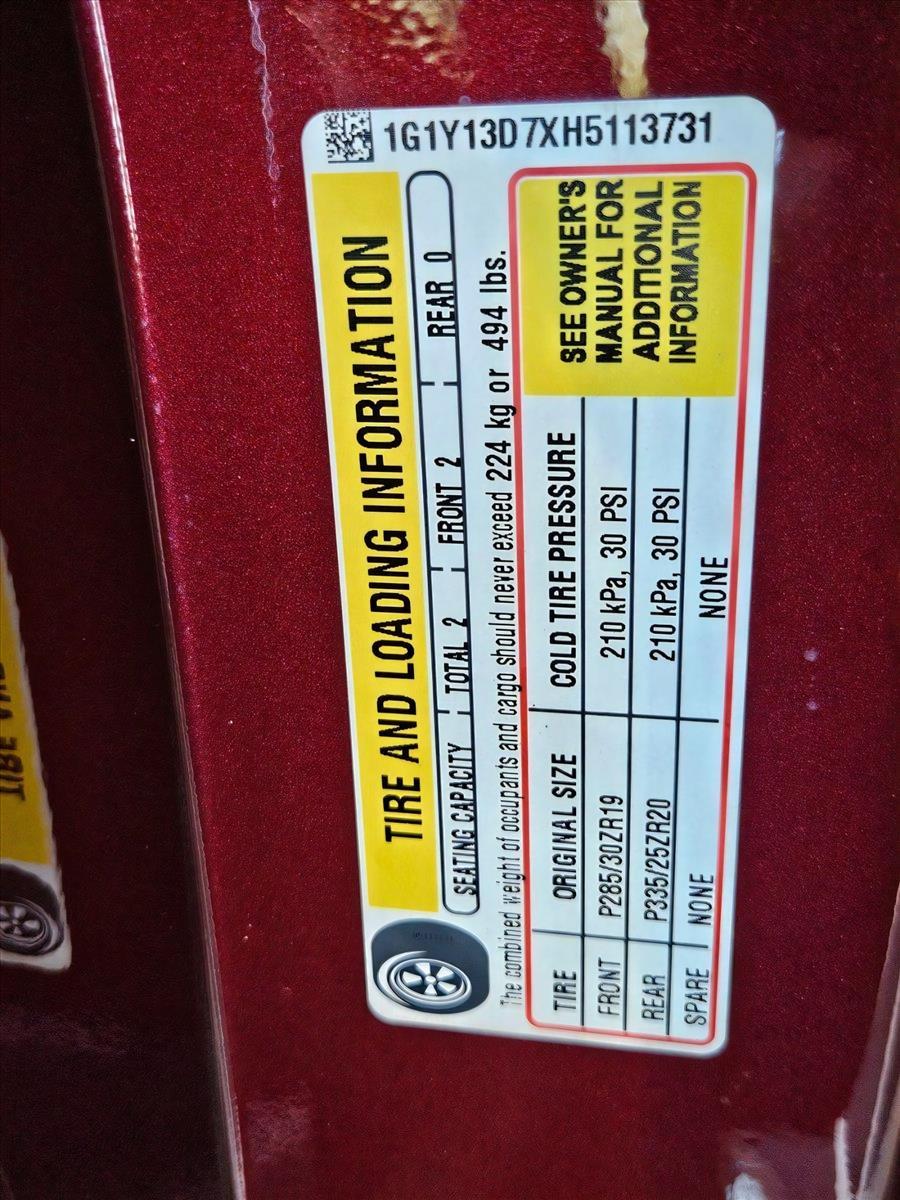 1G1Y13D7XH5113731
TIRE AND LOADING INFORMATION
SEATING CAPACITY TOTAL 2 FRONT 2 REAR 0
The combined weight of occupants and cargo should never exceed 224 kg or 494 lbs.
TIRE ORIGINAL SIZE COLD TIRE PRESSURE
FRONT P285/30ZR19 210 kPa, 30 PSI
REAR P335/25ZR20 210 kPa, 30 PSI
SPARE NONE NONE
SEE OWNER'S
MANUAL FOR
ADDITIONAL
INFORMATION
TIRE